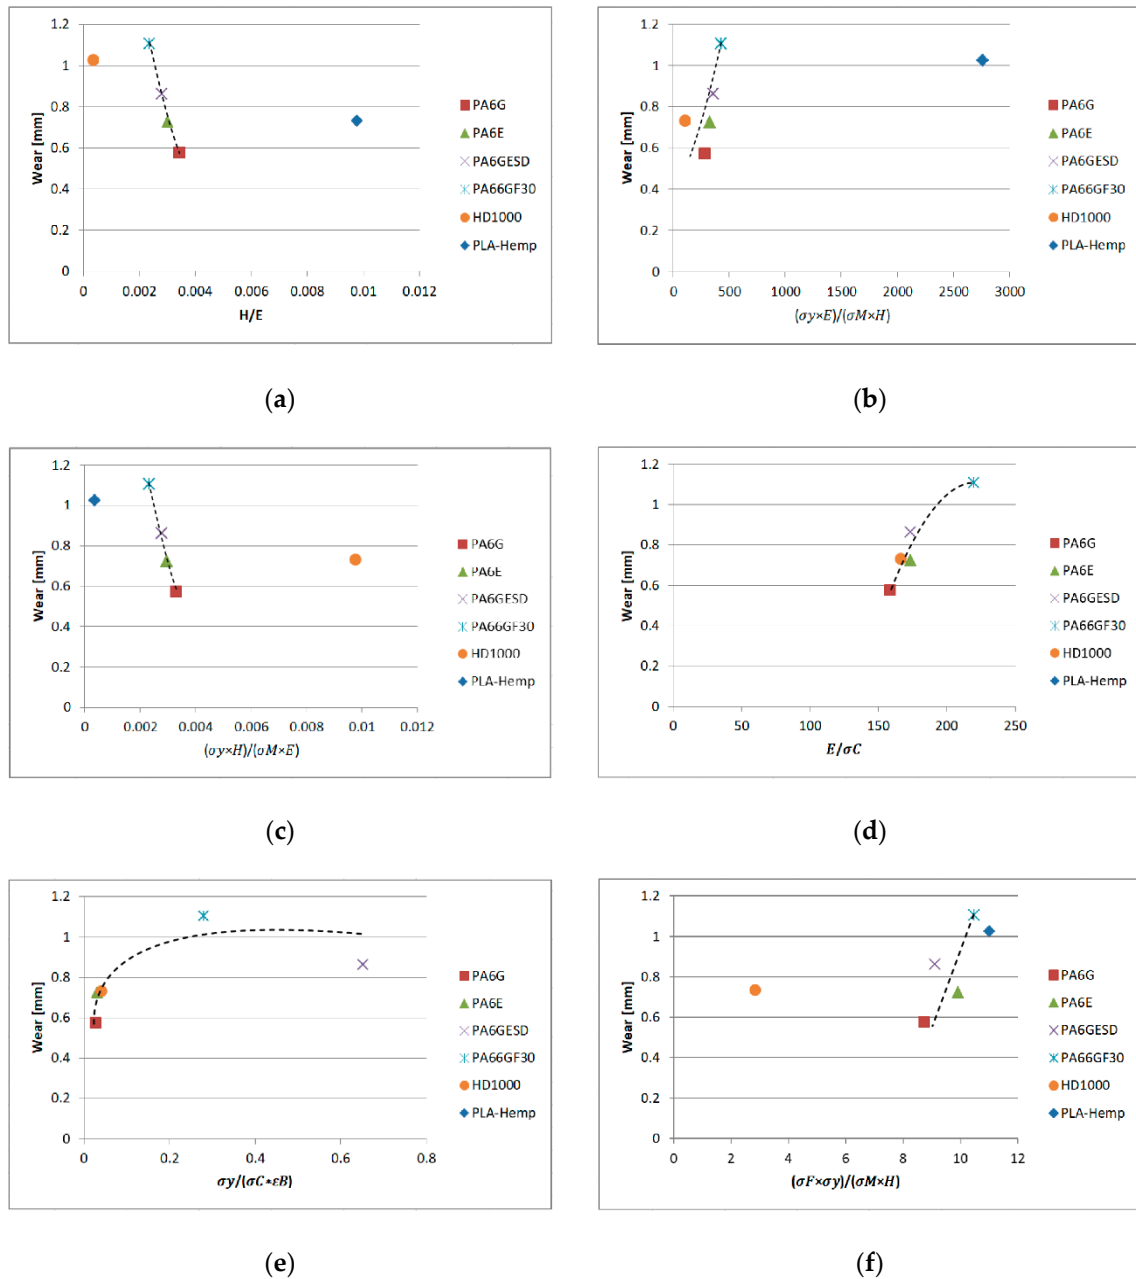 1.2
1
0.8
0.6
0.4
0.2
0
Wear [mm]
0 0.002 0.004 0.006 0.008 0.01 0.012
H/E
PA6G
PA6E
PA6GESD
PA66GF30
HD1000
PLA-Hemp
(a)
1.2
1
0.8
0.6
0.4
0.2
0
Wear [mm]
0 500 1000 1500 2000 2500 3000
(σy×E)/(σM×H)
PA6G
PA6E
PA6GESD
PA66GF30
HD1000
PLA-Hemp
(b)
1.2
1
0.8
0.6
0.4
0.2
0
Wear [mm]
0 0.002 0.004 0.006 0.008 0.01 0.012
(σy×H)/(σM×E)
PA6G
PA6E
PA6GESD
PA66GF30
HD1000
PLA-Hemp
(c)
1.2
1
0.8
0.6
0.4
0.2
0
Wear [mm]
0 50 100 150 200 250
E/σC
PA6G
PA6E
PA6GESD
PA66GF30
HD1000
PLA-Hemp
(d)
1.2
1
0.8
0.6
0.4
0.2
0
Wear [mm]
0 0.2 0.4 0.6 0.8
σy/(σC*εB)
PA6G
PA6E
PA6GESD
PA66GF30
HD1000
PLA-Hemp
(e)
1.2
1
0.8
0.6
0.4
0.2
0
Wear [mm]
0 2 4 6 8 10 12
(σF×σy)/(σM×H)
PA6G
PA6E
PA6GESD
PA66GF30
HD1000
PLA-Hemp
(f)